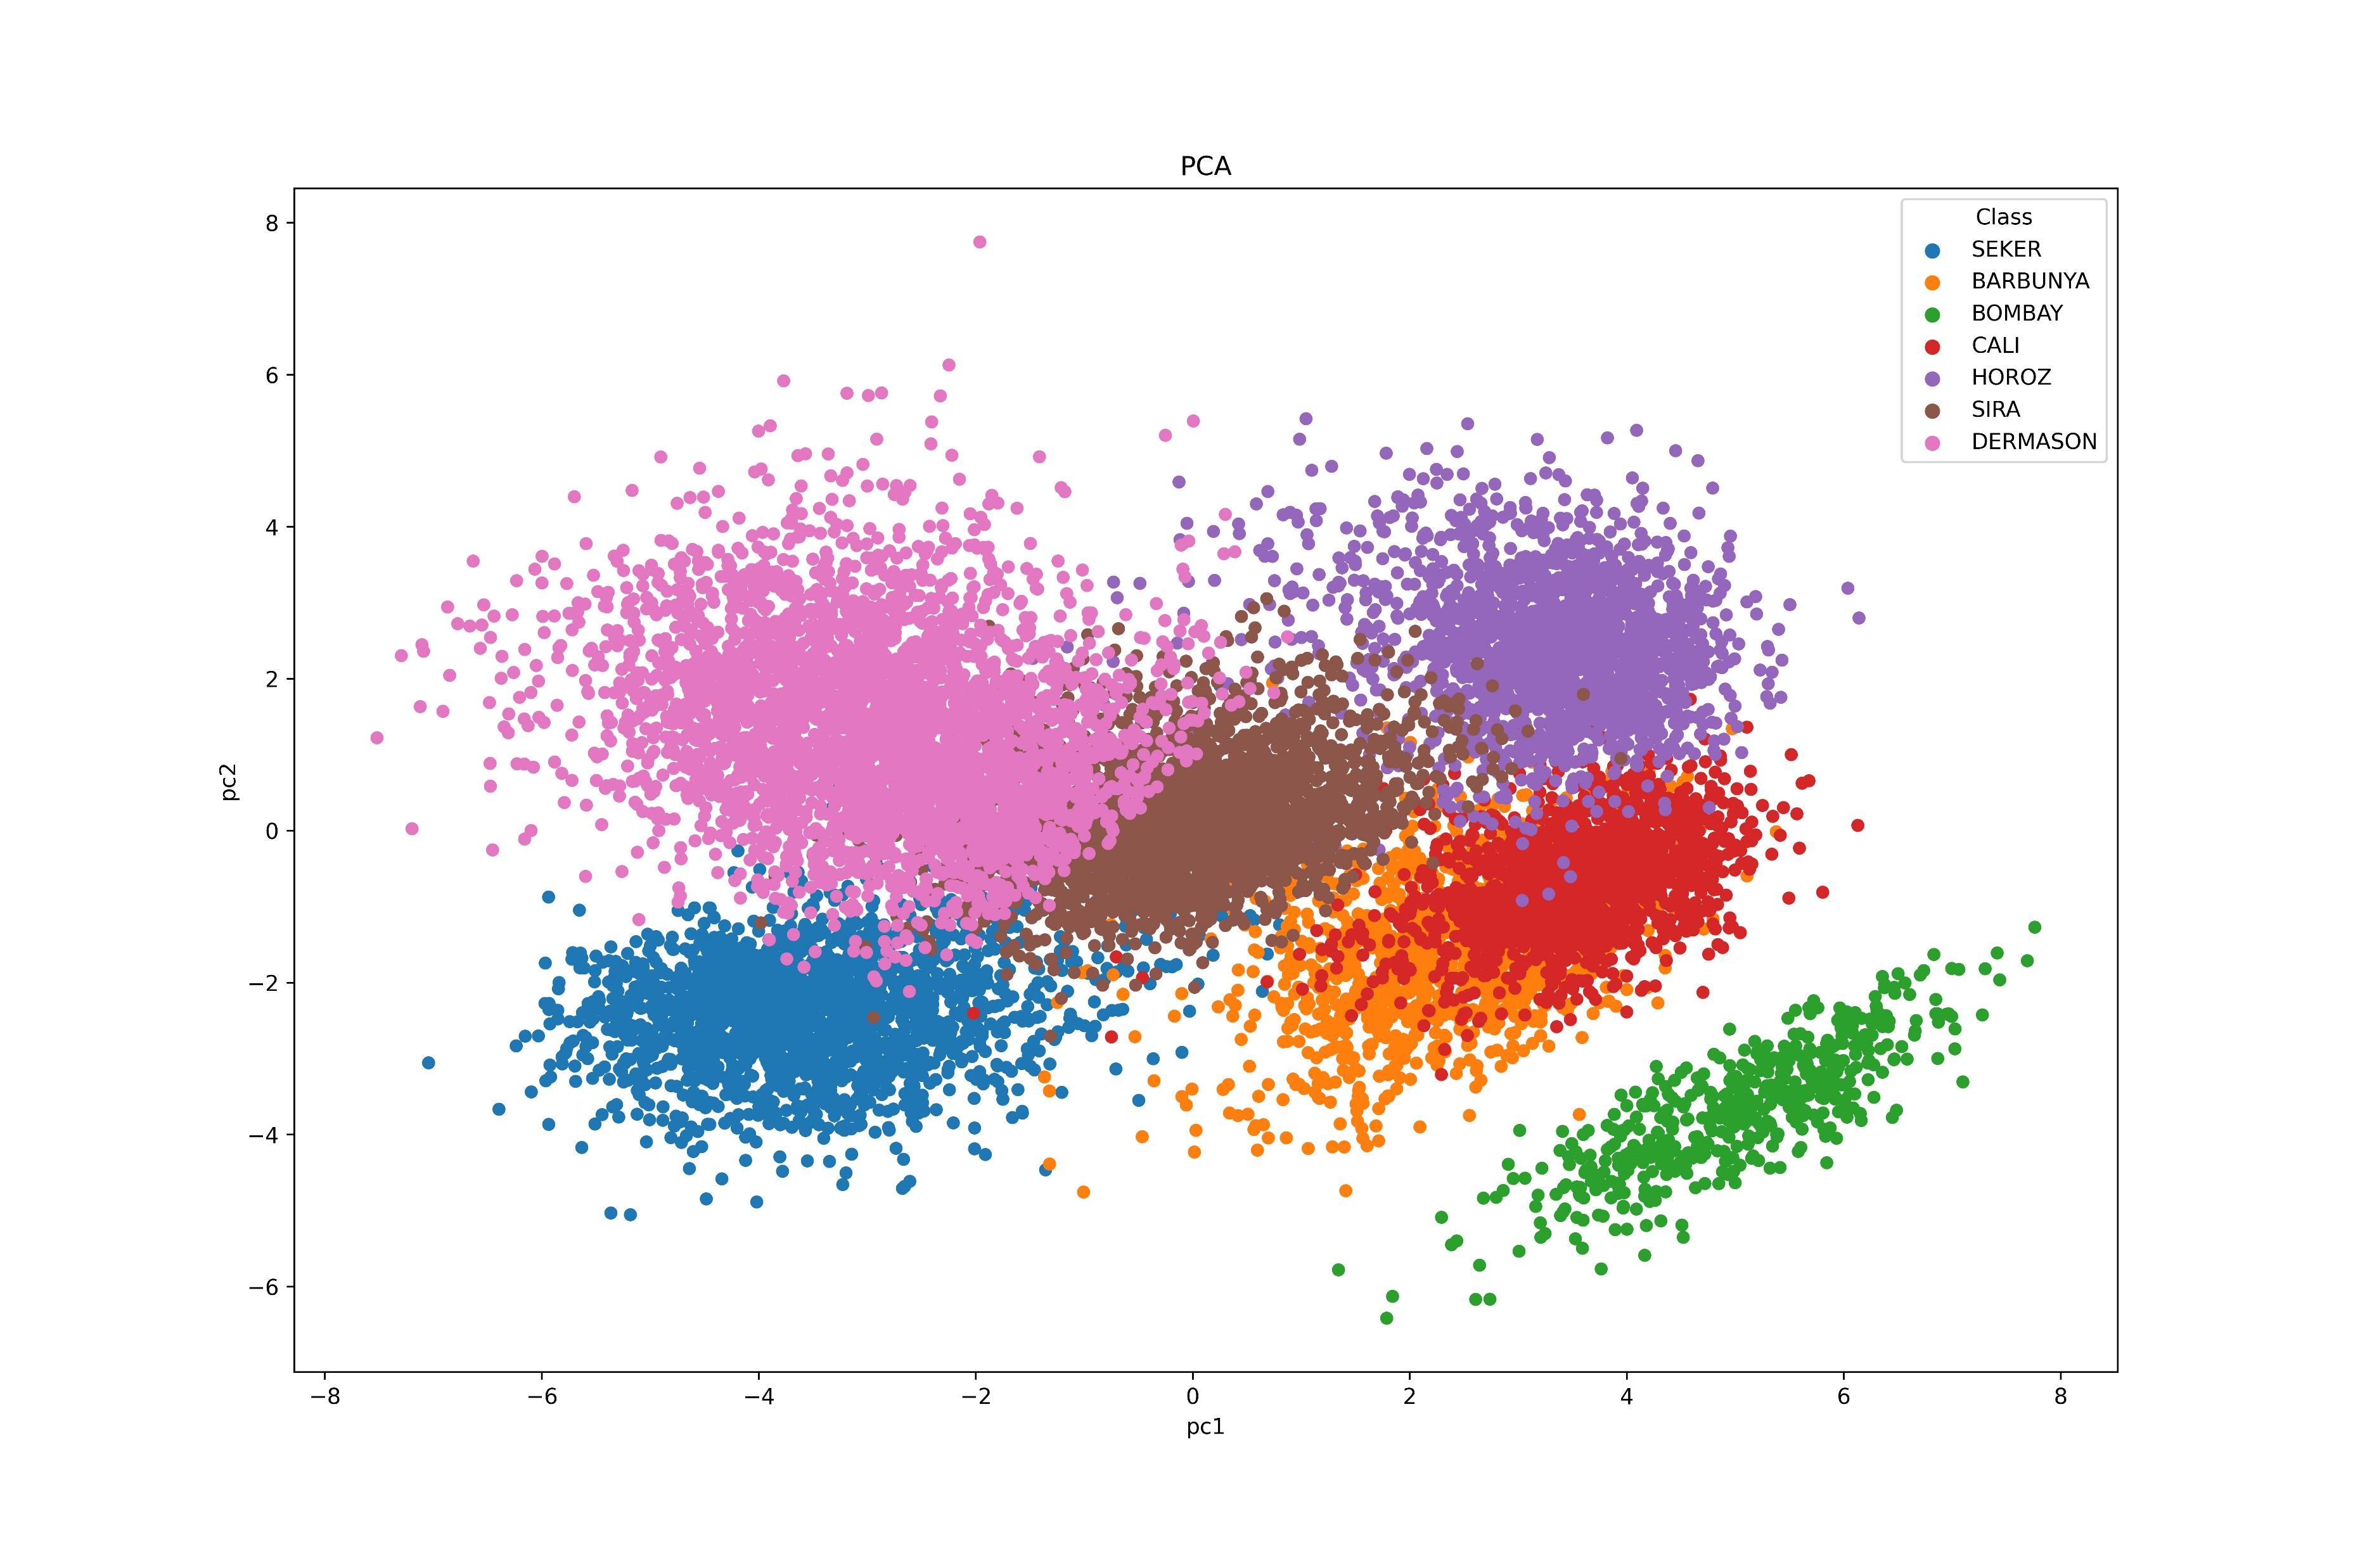 PCA
Class
SEKER
BARBUNYA
BOMBAY
CALI
HOROZ
SIRA
DERMASON
8
6
4
2
0
−2
−4
−6
pc2
−8
−6
−4
−2
0
2
4
6
8
pc1